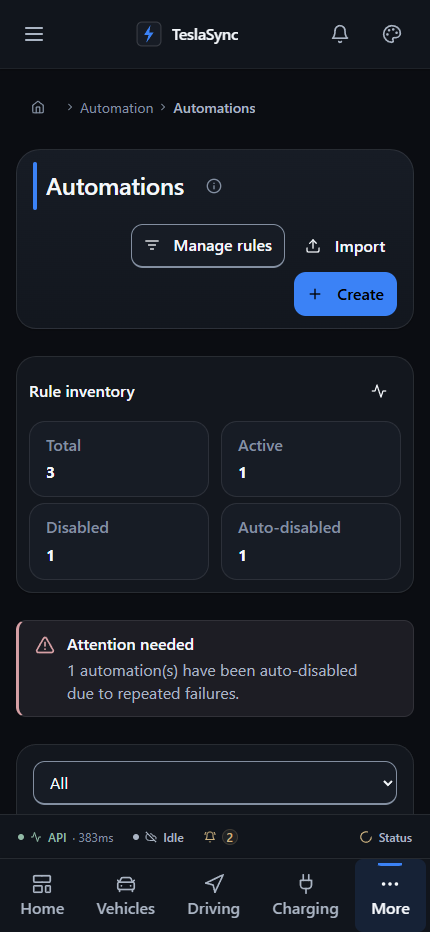 TeslaSync
Automation Automations
Automations
Manage rules
Import
Create
Rule inventory
Total
3
Active
1
Disabled
1
Auto-disabled
1
Attention needed
1 automation(s) have been auto-disabled
due to repeated failures.
All
API · 383ms Idle 2 Status
Home Vehicles Driving Charging More